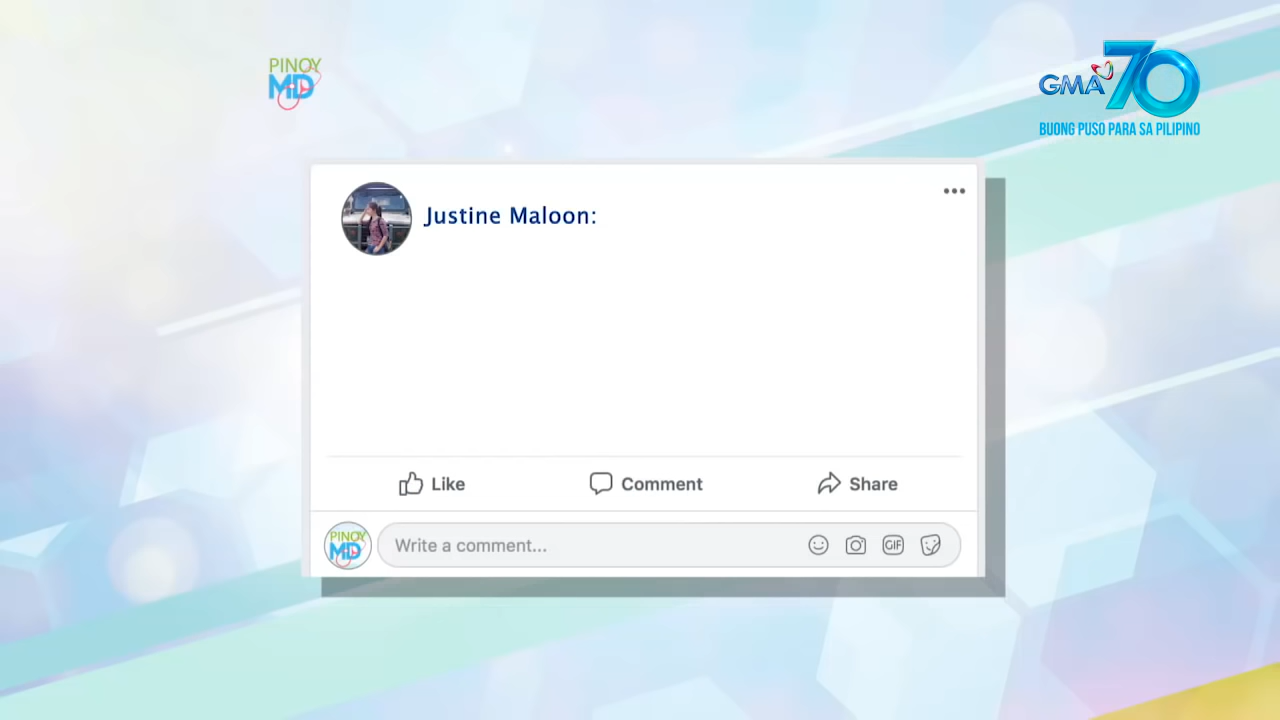 PINOY
MD
GMA 70
BUONG PUSO PARA SA PILIPINO
Justine Maloon:
Like
Comment
Share
PINOY
MD
Write a comment...
GIF